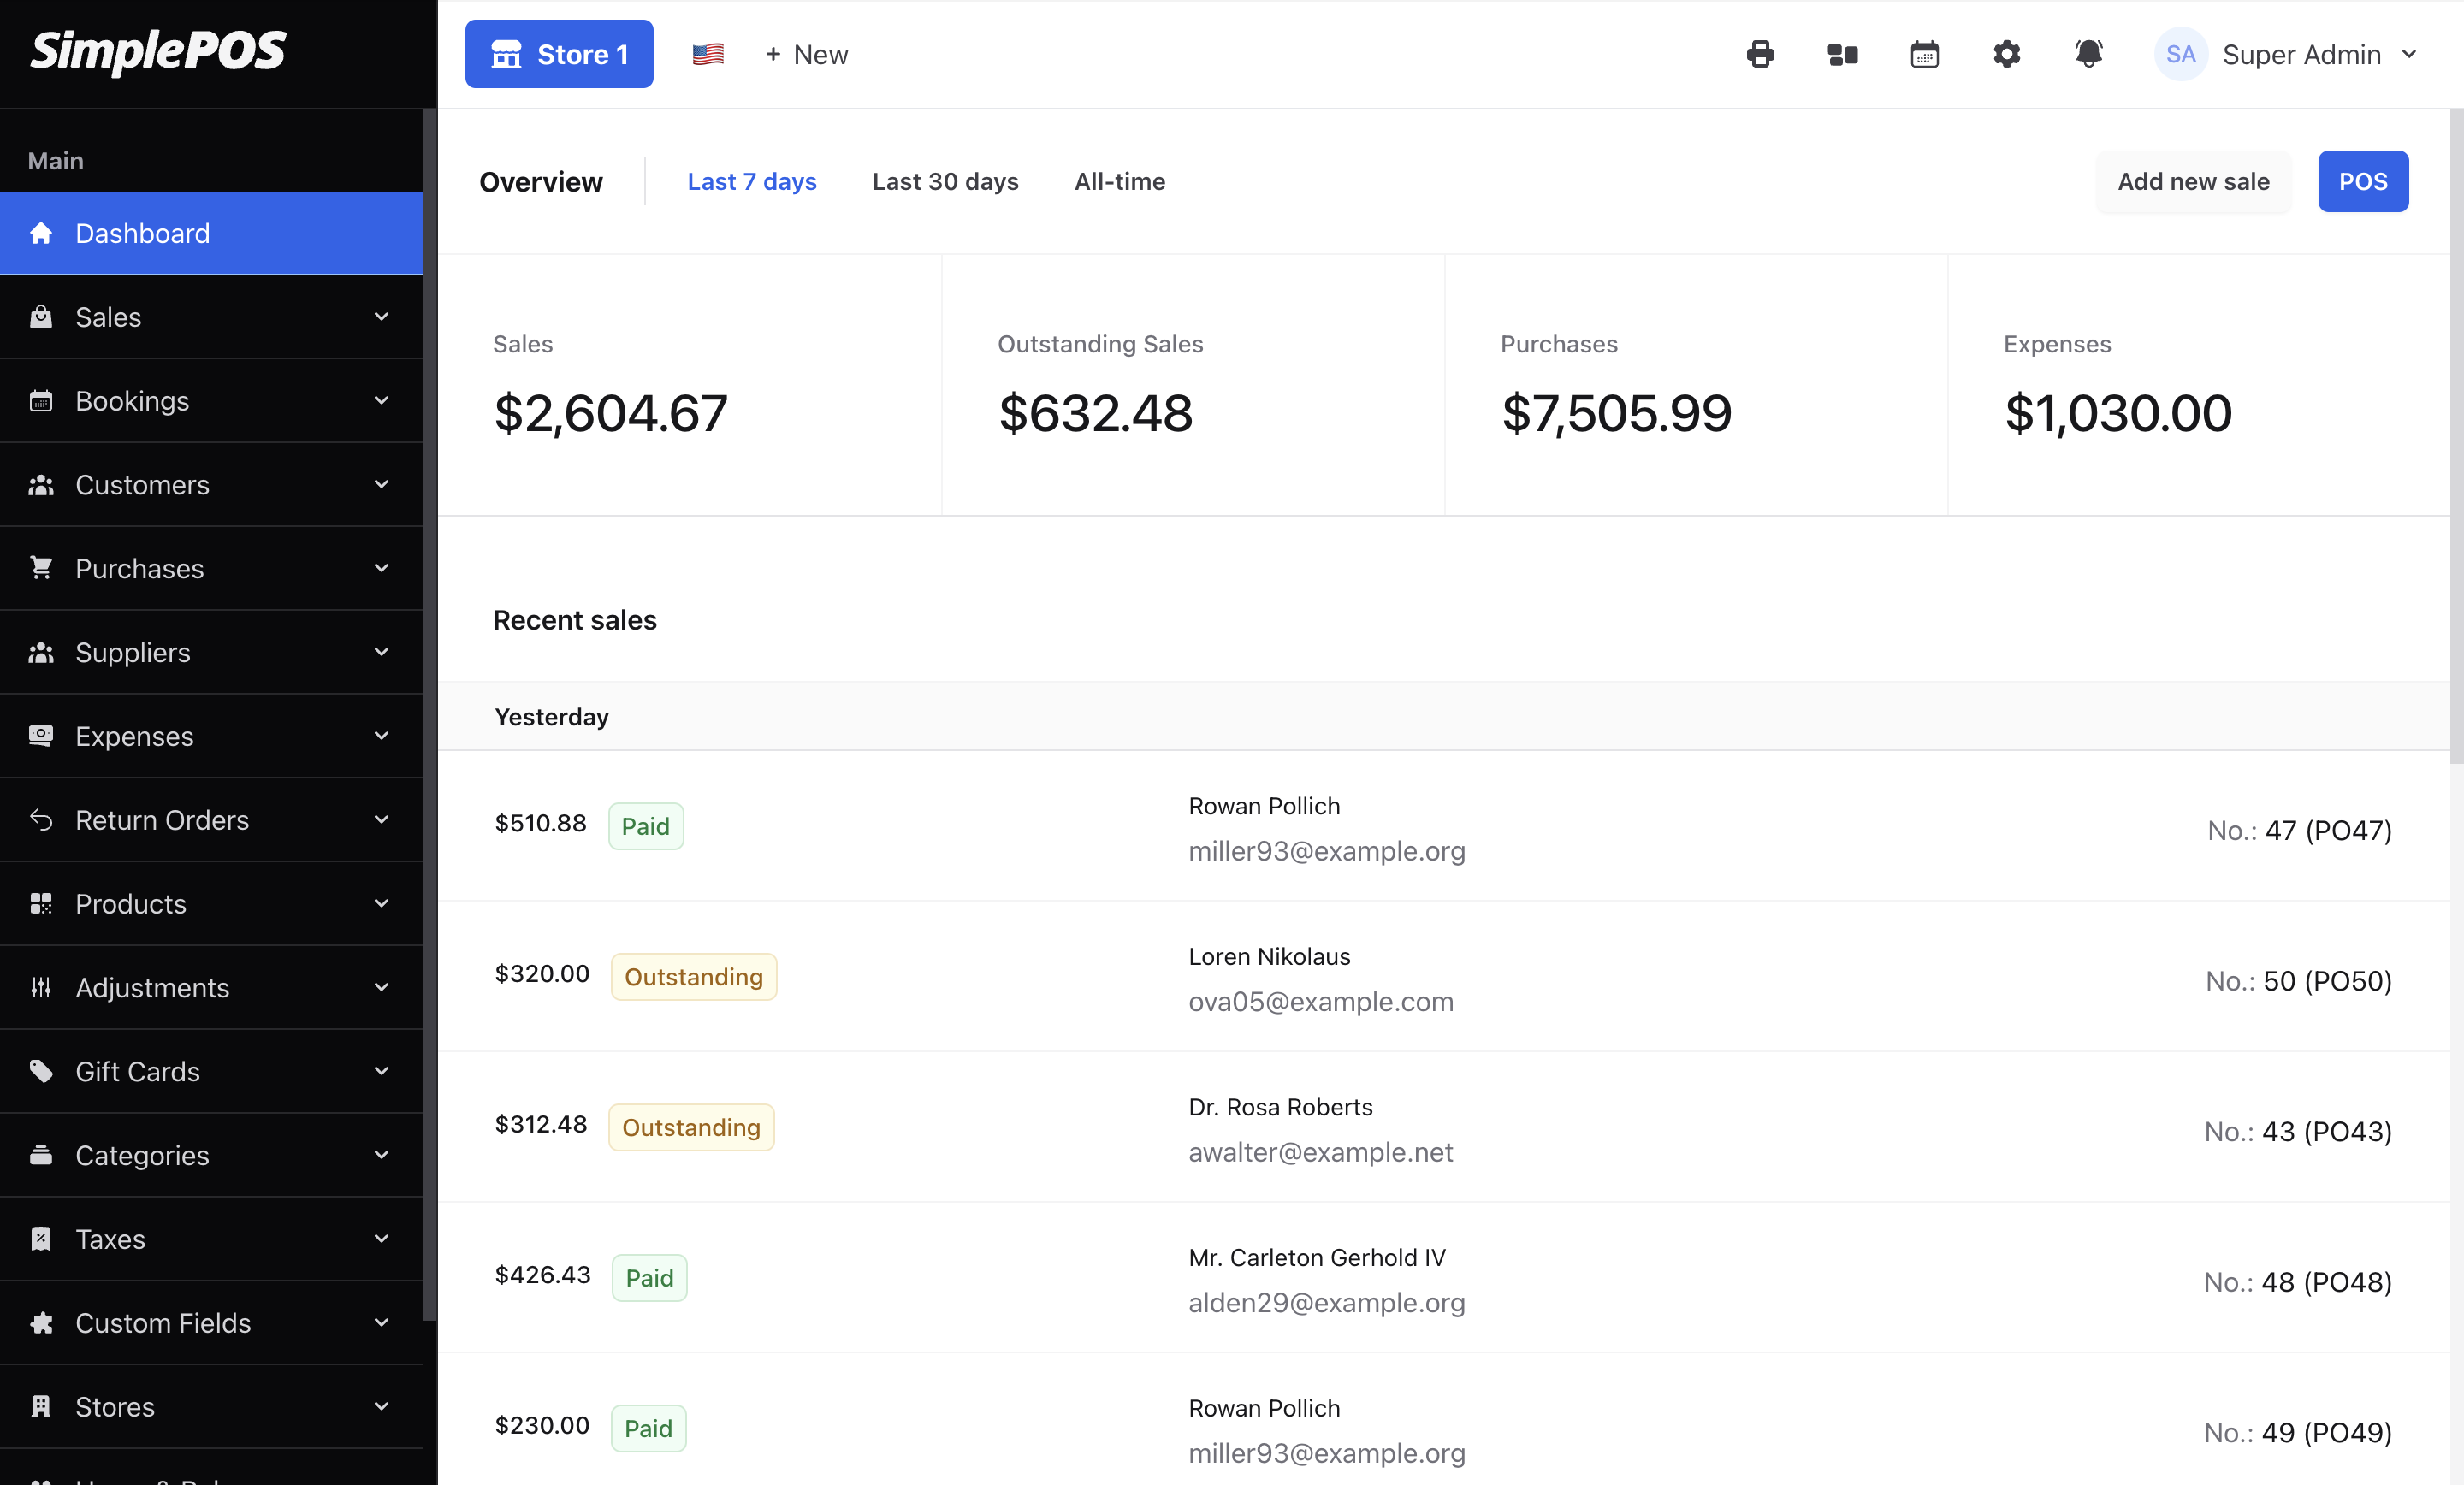 SimplePOS
Store 1
+ New
SA
Super Admin
Main
Dashboard
Sales
Bookings
Customers
Purchases
Suppliers
Expenses
Return Orders
Products
Adjustments
Gift Cards
Categories
Taxes
Custom Fields
Stores
Overview
Last 7 days
Last 30 days
All-time
Add new sale
POS
Sales
$2,604.67
Outstanding Sales
$632.48
Purchases
$7,505.99
Expenses
$1,030.00
Recent sales
Yesterday
$510.88 Paid
Rowan Pollich
miller93@example.org
No.: 47 (PO47)
$320.00 Outstanding
Loren Nikolaus
ova05@example.com
No.: 50 (PO50)
$312.48 Outstanding
Dr. Rosa Roberts
awalter@example.net
No.: 43 (PO43)
$426.43 Paid
Mr. Carleton Gerhold IV
alden29@example.org
No.: 48 (PO48)
$230.00 Paid
Rowan Pollich
miller93@example.org
No.: 49 (PO49)